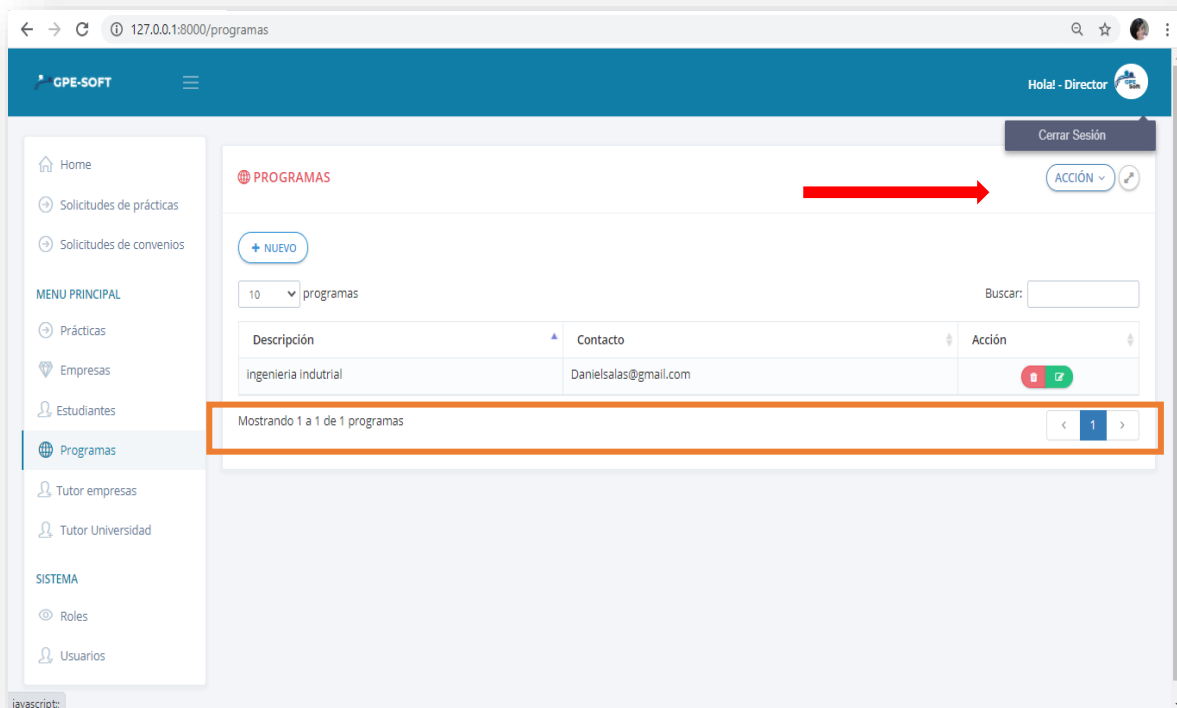 127.0.0.1:8000/programas
GPE-SOFT
Hola! - Director
GPE
Soft
Cerrar Sesión
Home
Solicitudes de prácticas
Solicitudes de convenios
MENU PRINCIPAL
Prácticas
Empresas
Estudiantes
Programas
Tutor empresas
Tutor Universidad
SISTEMA
Roles
Usuarios
PROGRAMAS
ACCIÓN
+ NUEVO
10 programas
Buscar:
Descripción Contacto Acción
ingenieria indutrial Danielsalas@gmail.com
Mostrando 1 a 1 de 1 programas
‹ 1 ›
javascript:;